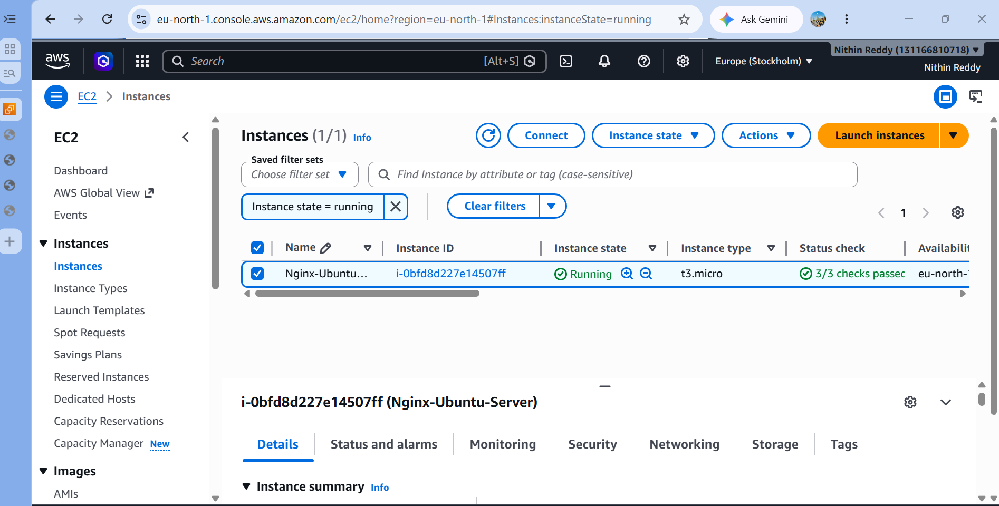 eu-north-1.console.aws.amazon.com/ec2/home?region=eu-north-1#Instances:instanceState=running
Ask Gemini
aws
Search
[Alt+S]
Europe (Stockholm)
Nithin Reddy (131166810718)
Nithin Reddy
EC2
Instances
EC2
Dashboard
AWS Global View
Events
Instances
Instances
Instance Types
Launch Templates
Spot Requests
Savings Plans
Reserved Instances
Dedicated Hosts
Capacity Reservations
Capacity Manager New
Images
AMIs
Instances (1/1) Info
Connect
Instance state
Actions
Launch instances
Saved filter sets
Choose filter set
Find Instance by attribute or tag (case-sensitive)
Instance state = running
Clear filters
1
Name Instance ID Instance state Instance type Status check Availabilit
Nginx-Ubuntu... i-0bfd8d227e14507ff Running t3.micro 3/3 checks passed eu-north-1
i-0bfd8d227e14507ff (Nginx-Ubuntu-Server)
Details Status and alarms Monitoring Security Networking Storage Tags
Instance summary Info